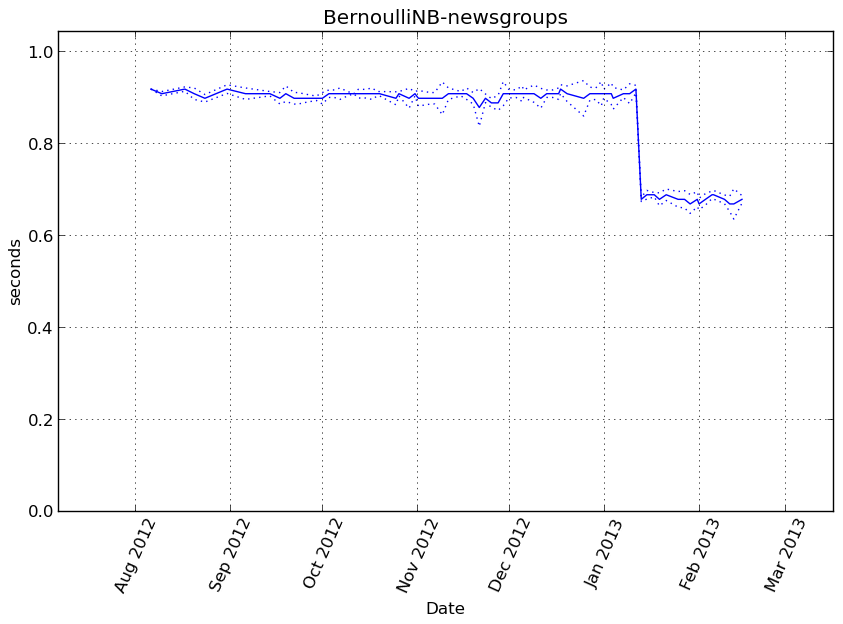 BernoulliNB-newsgroups
1.0
0.8
0.6
0.4
0.2
0.0
seconds
Aug 2012
Sep 2012
Oct 2012
Nov 2012
Dec 2012
Jan 2013
Feb 2013
Mar 2013
Date